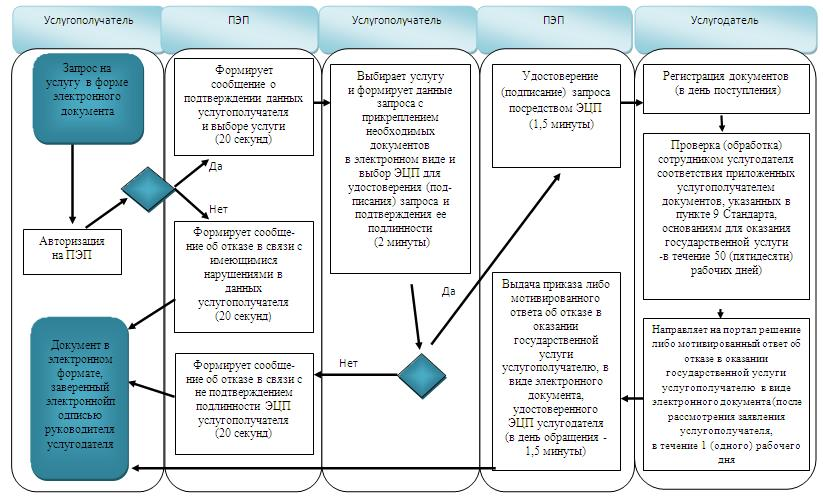 Услугополучатель
ПЭП
Услугополучатель
ПЭП
Услугодатель
Запрос на
услугу в форме
электронного
документа
Авторизация
на ПЭП
Документ в
электронном
формате,
заверенный
электроннойп
одписью
руководителя
услугодателя
Формирует
сообщение о
подтверждении данных
услугополучателя
и выборе услуги
(20 секунд)
Да
Нет
Формирует сообще-
ние об отказе в связи с
имеющимися
нарушениями в
данных
услугополучателя
(20 секунд)
Формирует сообще-
ние об отказе в связи с
не подтверждением
подлинности ЭЦП
услугополучателя
(20 секунд)
Выбирает услугу
и формирует данные
запроса с
прикреплением
необходимых
документов
в электронном виде и
выбор ЭЦП для
удостоверения (под-
писания) запроса и
подтверждения ее
подлинности
(2 минуты)
Да
Нет
Удостоверение
(подписание) запроса
посредством ЭЦП
(1,5 минуты)
Выдача приказа либо
мотивированного
ответа об отказе в
оказании
государственной
услуги
услугополучателю, в
виде электронного
документа,
удостоверенного
ЭЦП услугодателя
(в день обращения -
1,5 минуты)
Регистрация документов
(в день поступления)
Проверка (обработка)
сотрудником услугодателя
соответствия приложенных
услугополучателем
документов, указанных в
пункте 9 Стандарта,
основаниям для оказания
государственной услуги
-в течение 50 (пятидесяти)
рабочих дней)
Направляет на портал решение
либо мотивированный ответ об
отказе в оказании
государственной услуги
услугополучателю в виде
электронного документа (после
рассмотрения заявления
услугополучателя,
в течение 1 (одного) рабочего
дня